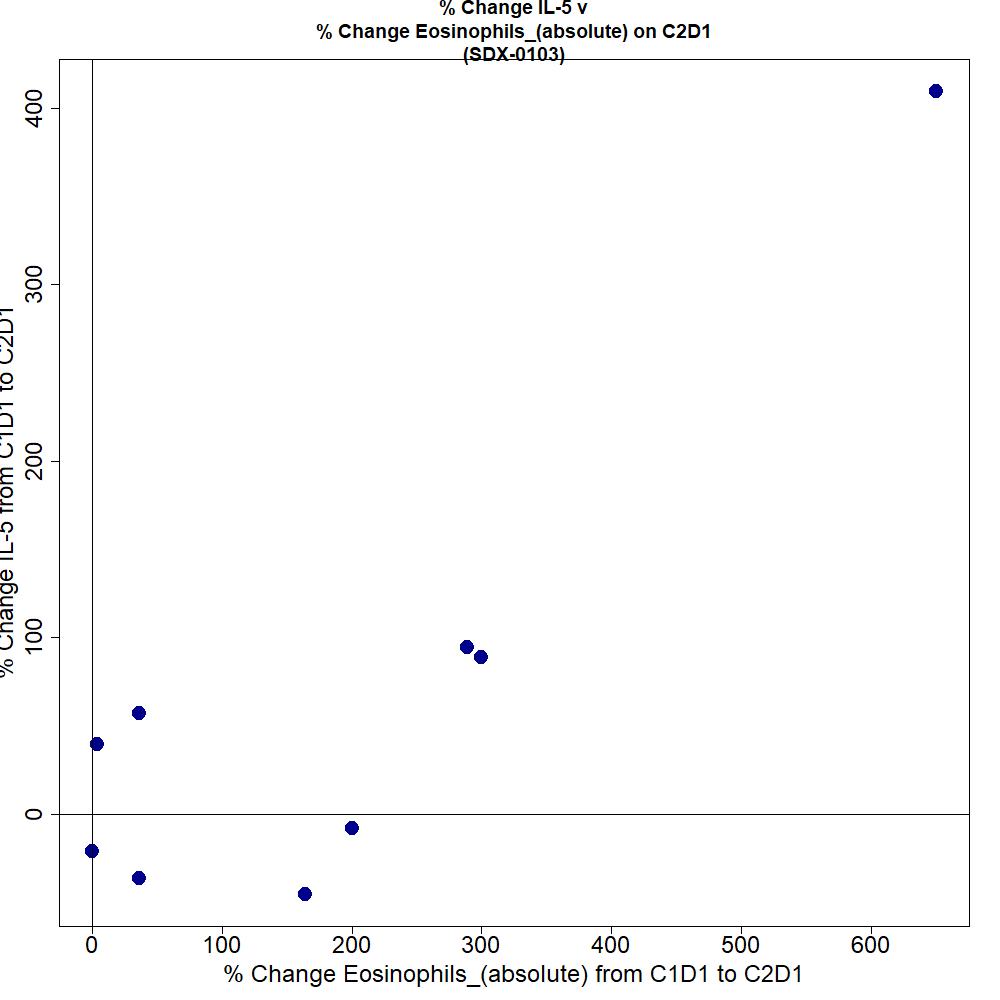 % Change IL-5 v
% Change Eosinophils_(absolute) on C2D1
(SDX-0103)
% Change IL-5 from C1D1 to C2D1
400
300
200
100
0
0 100 200 300 400 500 600
% Change Eosinophils_(absolute) from C1D1 to C2D1